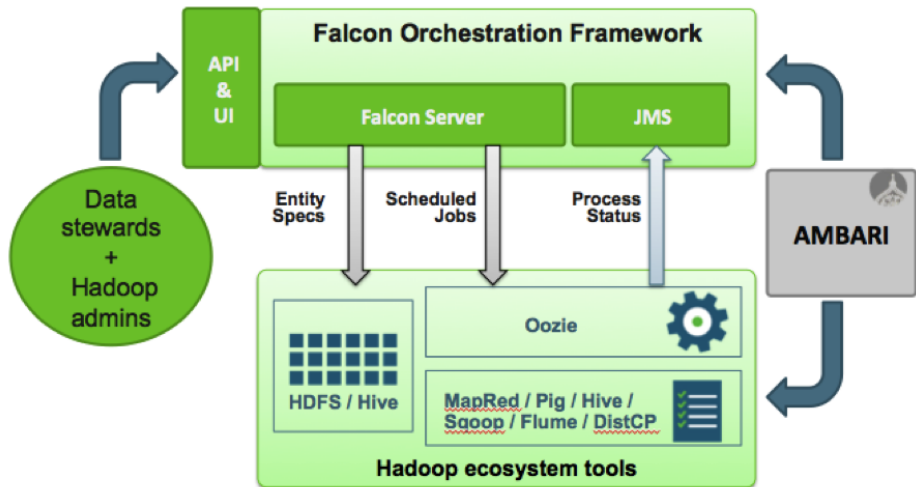 Falcon Orchestration Framework
API
&
UI
Falcon Server
JMS
Entity
Specs
Scheduled
Jobs
Process
Status
Data
stewards
+
Hadoop
admins
AMBARI
Oozie
HDFS / Hive
MapRed / Pig / Hive /
Sqoop / Flume / DistCP
Hadoop ecosystem tools